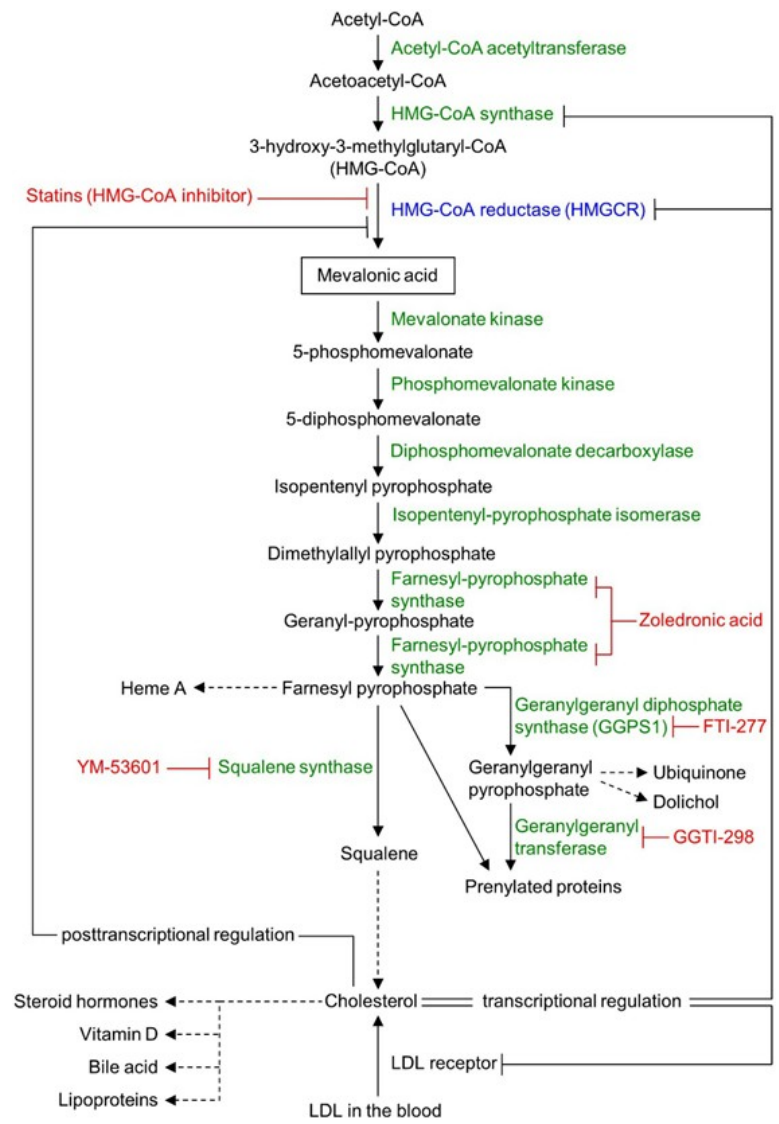 Acetyl-CoA
Acetyl-CoA acetyltransferase
Acetoacetyl-CoA
HMG-CoA synthase
3-hydroxy-3-methylglutaryl-CoA
(HMG-CoA)
Statins (HMG-CoA inhibitor)
HMG-CoA reductase (HMGCR)
Mevalonic acid
Mevalonate kinase
5-phosphomevalonate
Phosphomevalonate kinase
5-diphosphomevalonate
Diphosphomevalonate decarboxylase
Isopentenyl pyrophosphate
Isopentenyl-pyrophosphate isomerase
Dimethylallyl pyrophosphate
Farnesyl-pyrophosphate
synthase
Zoledronic acid
Geranyl-pyrophosphate
Farnesyl-pyrophosphate
synthase
Heme A
Farnesyl pyrophosphate
Geranylgeranyl diphosphate
synthase (GGPS1)
FTI-277
YM-53601
Squalene synthase
Geranylgeranyl
pyrophosphate
Ubiquinone
Dolichol
Geranylgeranyl
transferase
GGTI-298
Squalene
Prenylated proteins
posttranscriptional regulation
Steroid hormones
Cholesterol
transcriptional regulation
Vitamin D
Bile acid
LDL receptor
Lipoproteins
LDL in the blood